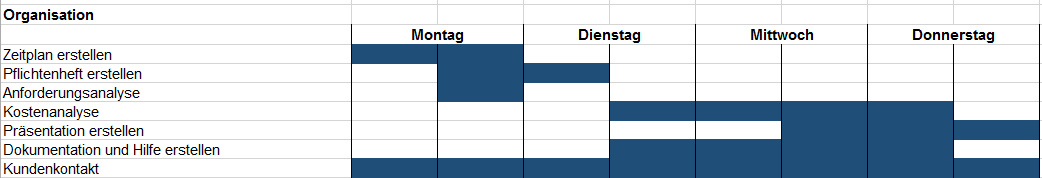 Organisation
Montag Dienstag Mittwoch Donnerstag
Zeitplan erstellen
Pflichtenheft erstellen
Anforderungsanalyse
Kostenanalyse
Präsentation erstellen
Dokumentation und Hilfe erstellen
Kundenkontakt